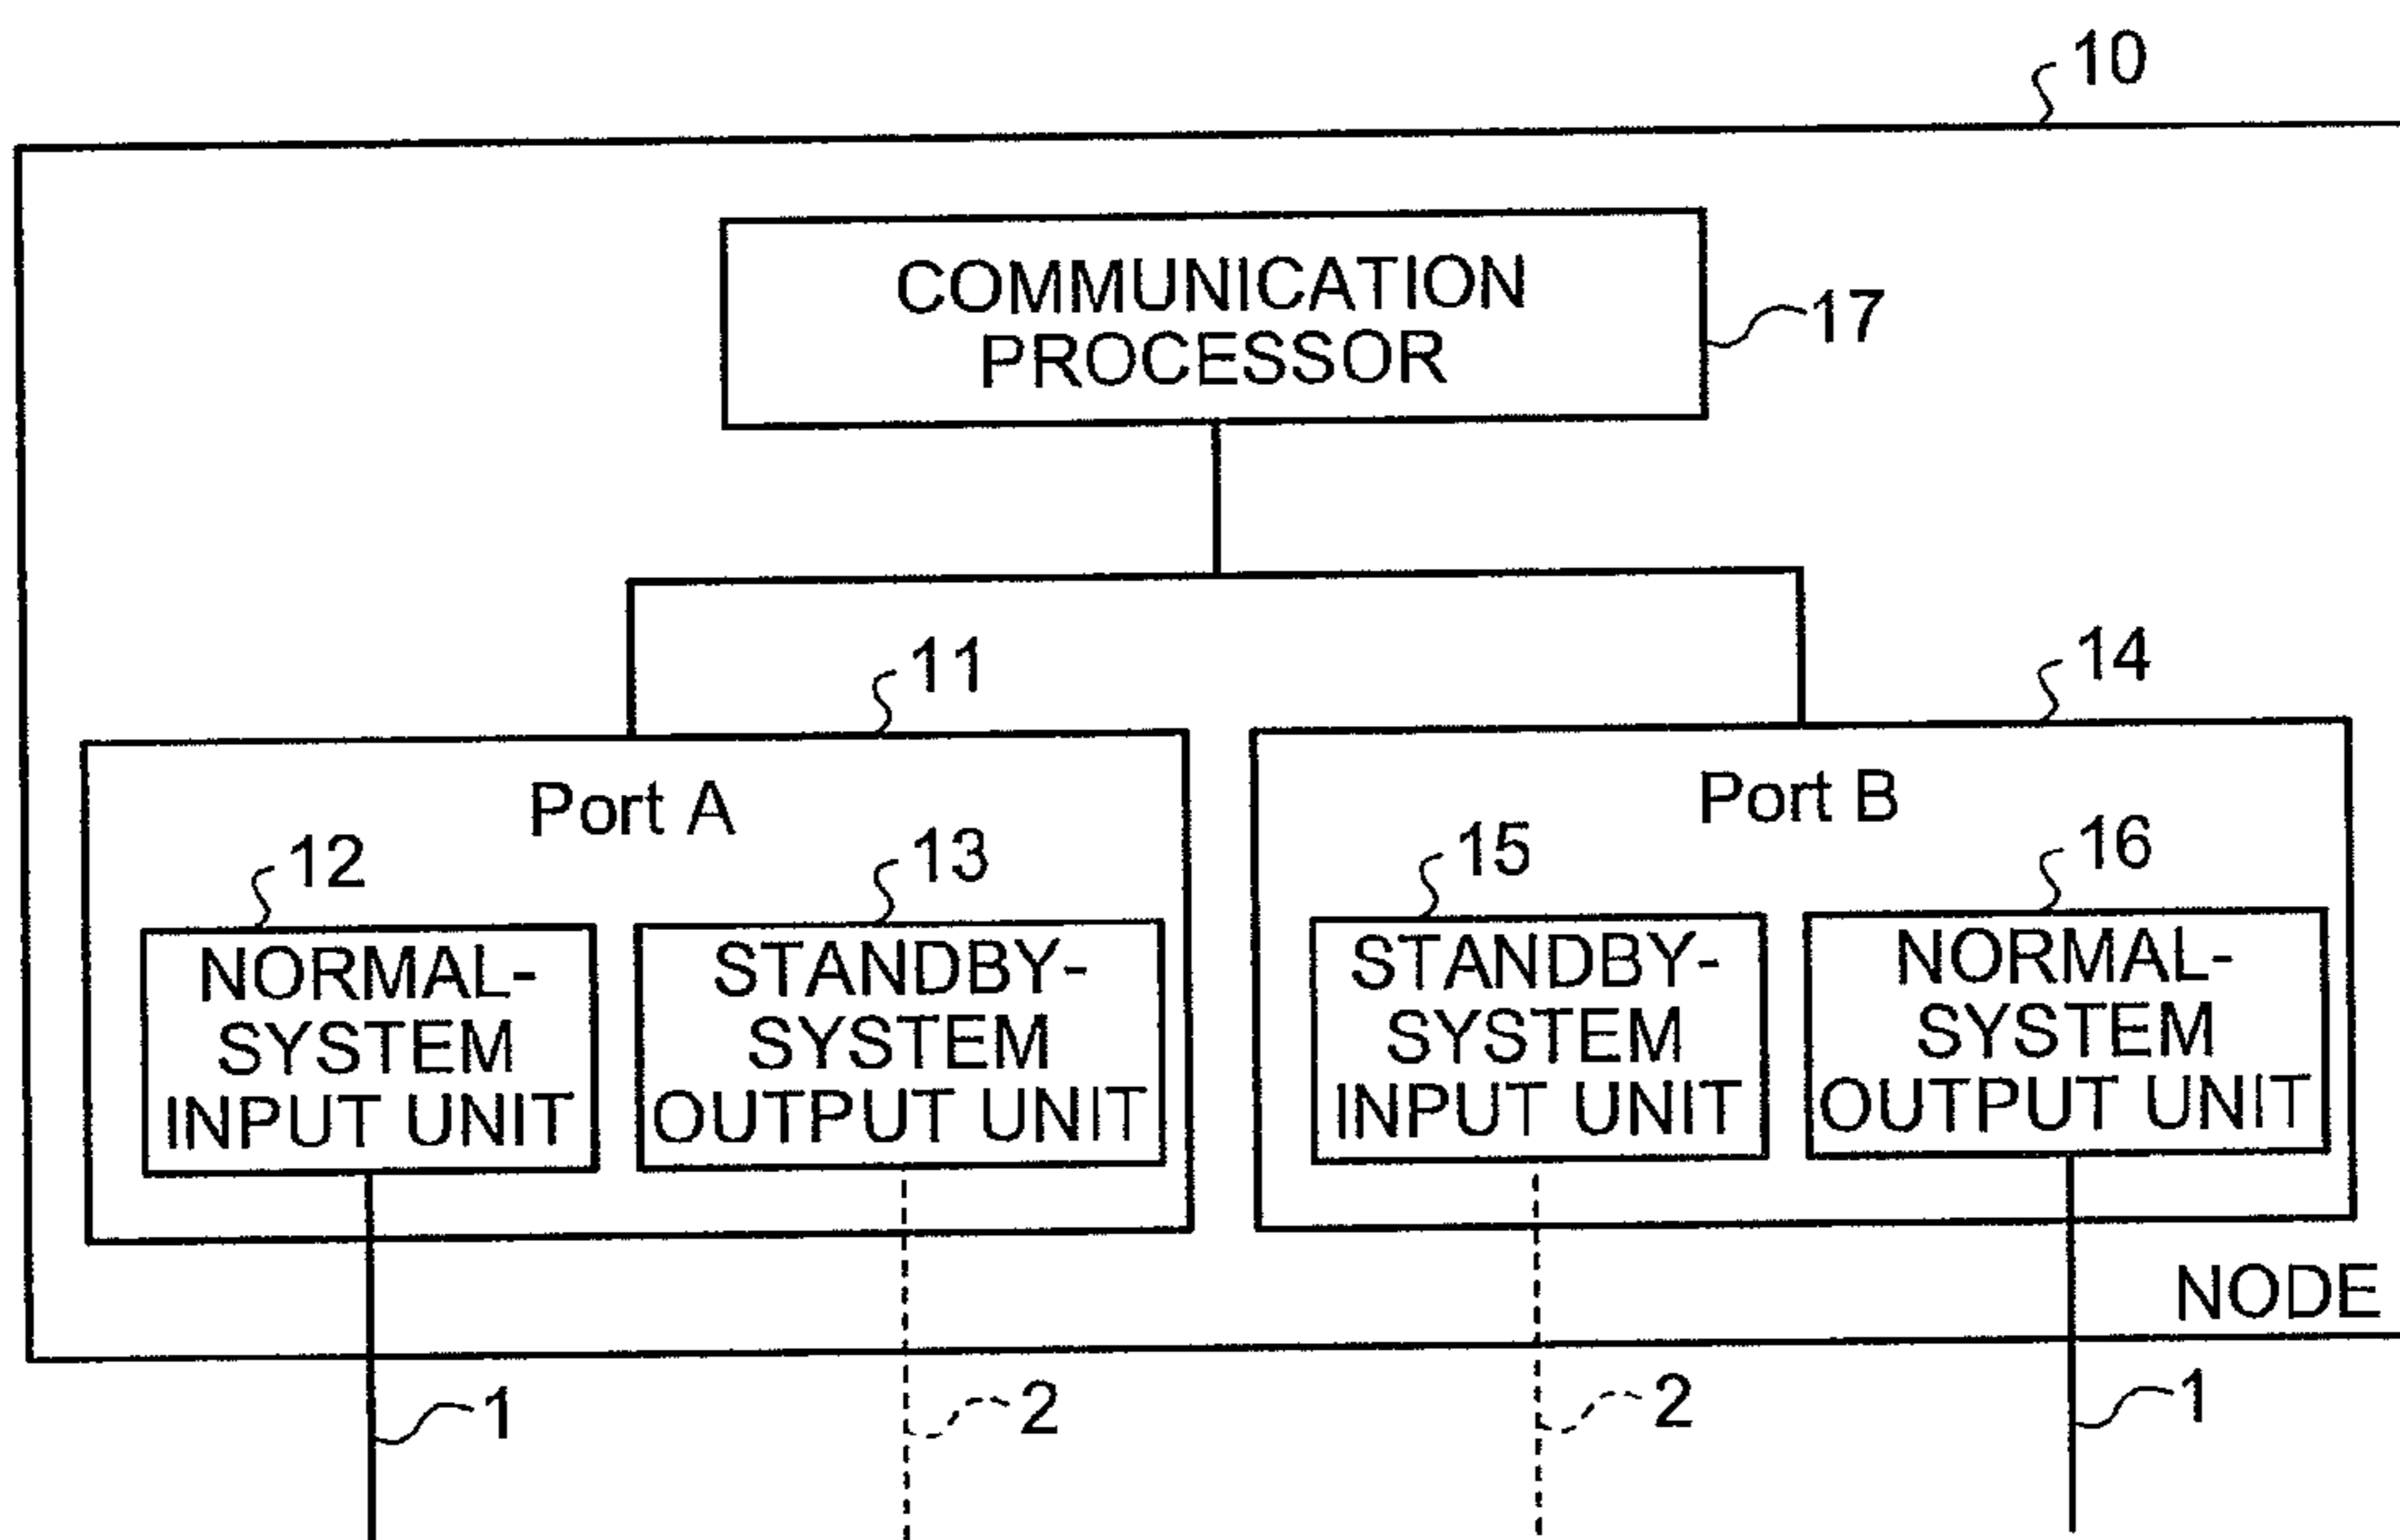 10
COMMUNICATION
PROCESSOR
17
11
14
Port A
Port B
12
13
15
16
NORMAL-
SYSTEM
INPUT UNIT
STANDBY-
SYSTEM
OUTPUT UNIT
STANDBY-
SYSTEM
INPUT UNIT
NORMAL-
SYSTEM
OUTPUT UNIT
NODE
1
2
2
1